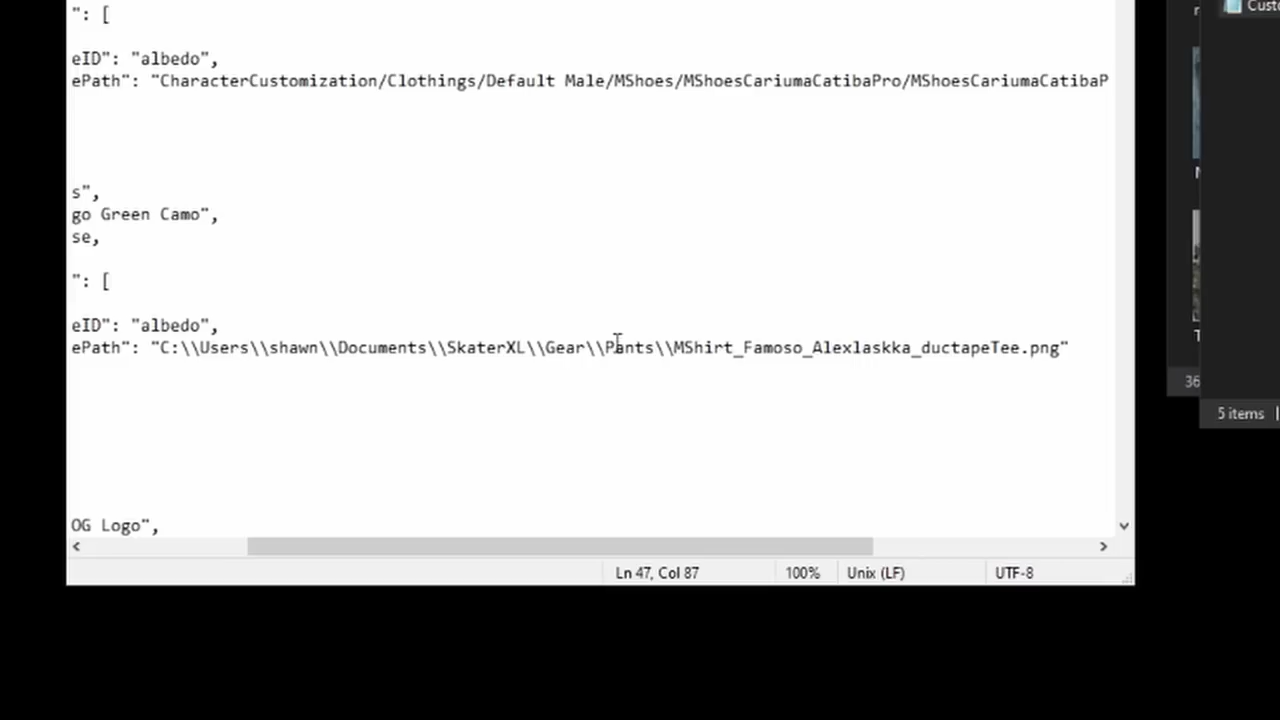 ": [
eID": "albedo",
ePath": "CharacterCustomization/Clothings/Default Male/MShoes/MShoesCariumaCatibaPro/MShoesCariumaCatibaP
s",
go Green Camo",
se,
": [
eID": "albedo",
ePath": "C:\\Users\\shawn\\Documents\\SkaterXL\\Gear\\Pants\\MShirt_Famoso_Alexlaskka_ductapeTee.png"
OG Logo",
Ln 47, Col 87
100%
Unix (LF)
UTF-8
Custo
36
5 items